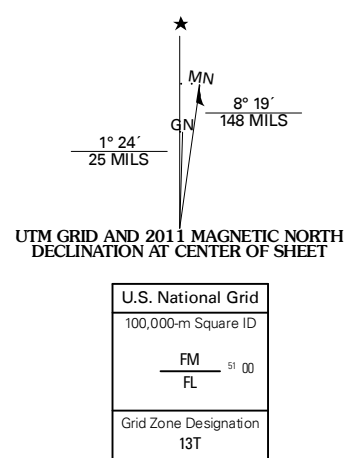 ★
MN
8° 19´
148 MILS
GN
1° 24´
25 MILS
UTM GRID AND 2011 MAGNETIC NORTH
DECLINATION AT CENTER OF SHEET
U.S. National Grid
100,000-m Square ID
FM
51 00
FL
Grid Zone Designation
13T